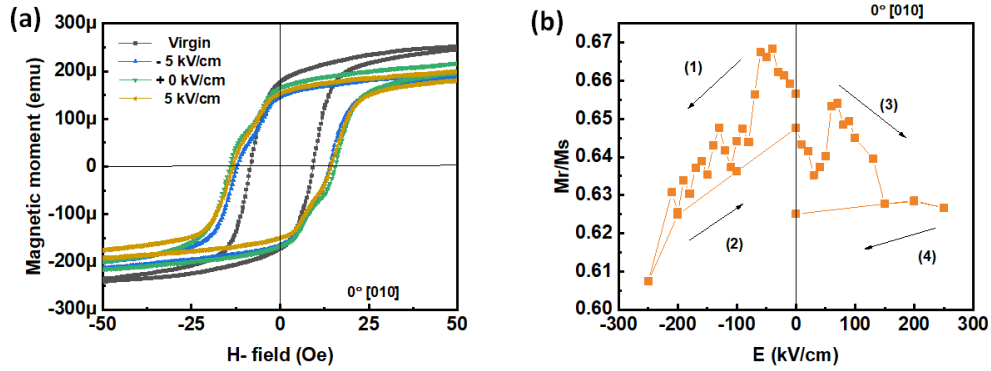 (a)
Magnetic moment (emu)
300µ
200µ
100µ
0
-100µ
-200µ
-300µ
Virgin
- 5 kV/cm
+ 0 kV/cm
5 kV/cm
0° [010]
-50 -25 0 25 50
H- field (Oe)
(b)
0° [010]
Mr/Ms
0.67
0.66
0.65
0.64
0.63
0.62
0.61
0.60
(1)
(3)
(2)
(4)
-300 -200 -100 0 100 200 300
E (kV/cm)